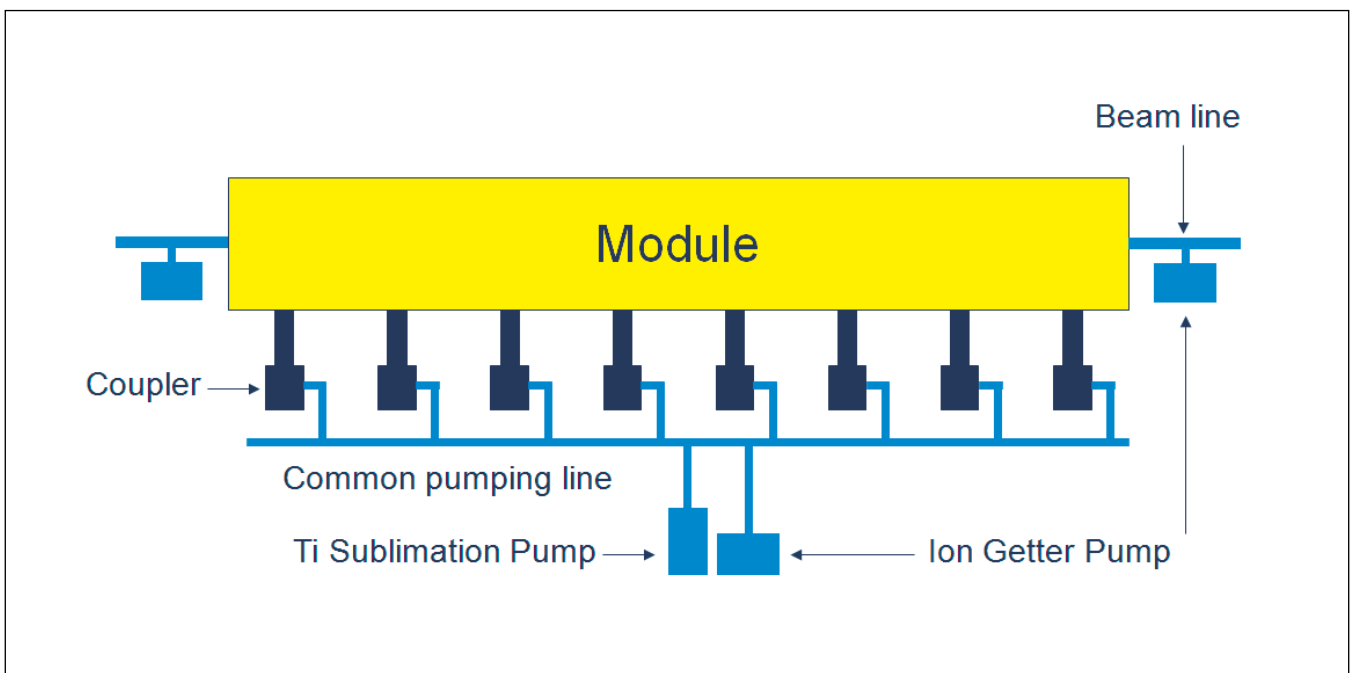 Beam line
Module
Coupler
Common pumping line
Ti Sublimation Pump
Ion Getter Pump